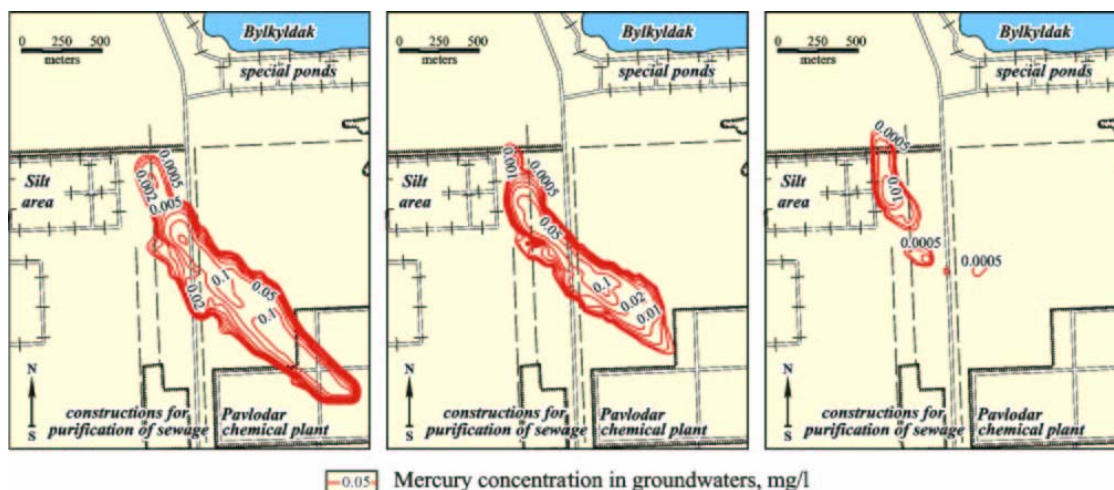 Bylkyldak
0 250 500
meters
special ponds
0.0005
0.002
Silt
area
0.005
0.1
0.05
0.02
0.1
N
S
constructions for
purification of sewage
Pavlodar
chemical plant
Bylkyldak
0 250 500
meters
special ponds
0.001
0.0005
Silt
area
0.05
0.1
0.02
0.01
N
S
constructions for
purification of sewage
Pavlodar
chemical plant
Bylkyldak
0 250 500
meters
special ponds
0.0005
Silt
area
0.01
0.0005
0.0005
N
S
constructions for
purification of sewage
Pavlodar
chemical plant
0.05 Mercury concentration in groundwaters, mg/l